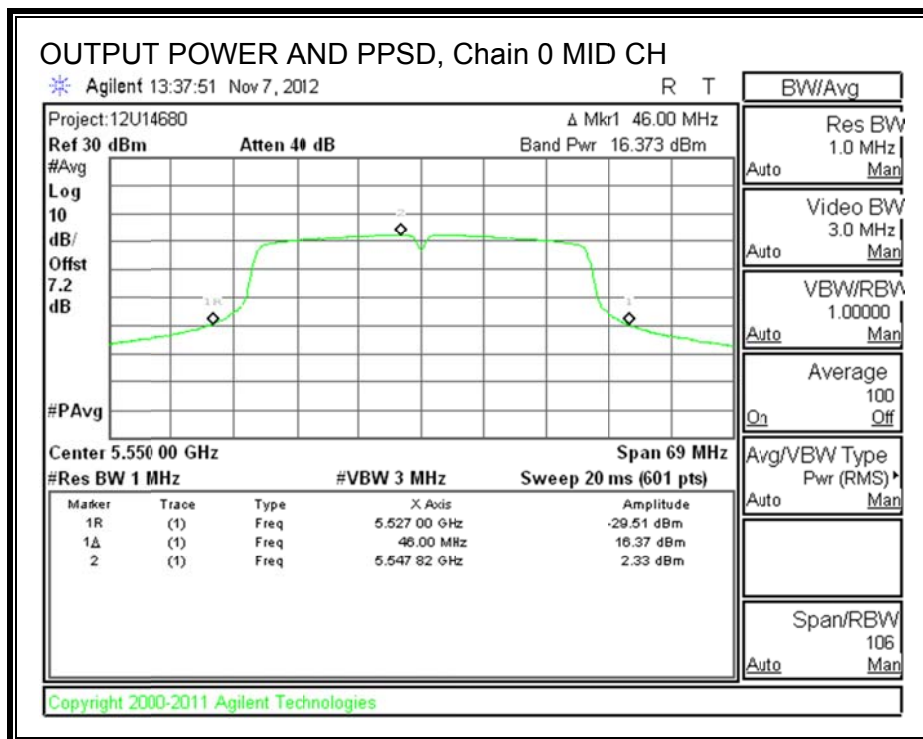 OUTPUT POWER AND PPSD, Chain 0 MID CH
Agilent 13:37:51 Nov 7, 2012 R T
Project:12U14680 Δ Mkr1 46.00 MHz
Ref 30 dBm Atten 40 dB Band Pwr 16.373 dBm
#Avg
Log
10
dB/
Offst
7.2
dB
#PAvg
2
1R
1
Center 5.550 00 GHz Span 69 MHz
#Res BW 1 MHz #VBW 3 MHz Sweep 20 ms (601 pts)
Marker Trace Type X Axis Amplitude
1R (1) Freq 5.527 00 GHz -29.51 dBm
1Δ (1) Freq 46.00 MHz 16.37 dBm
2 (1) Freq 5.547 82 GHz 2.33 dBm
Copyright 2000-2011 Agilent Technologies
BW/Avg
Res BW
1.0 MHz
Auto Man
Video BW
3.0 MHz
Auto Man
VBW/RBW
1.00000
Auto Man
Average
100
On Off
Avg/VBW Type
Pwr (RMS)
Auto Man
Span/RBW
106
Auto Man